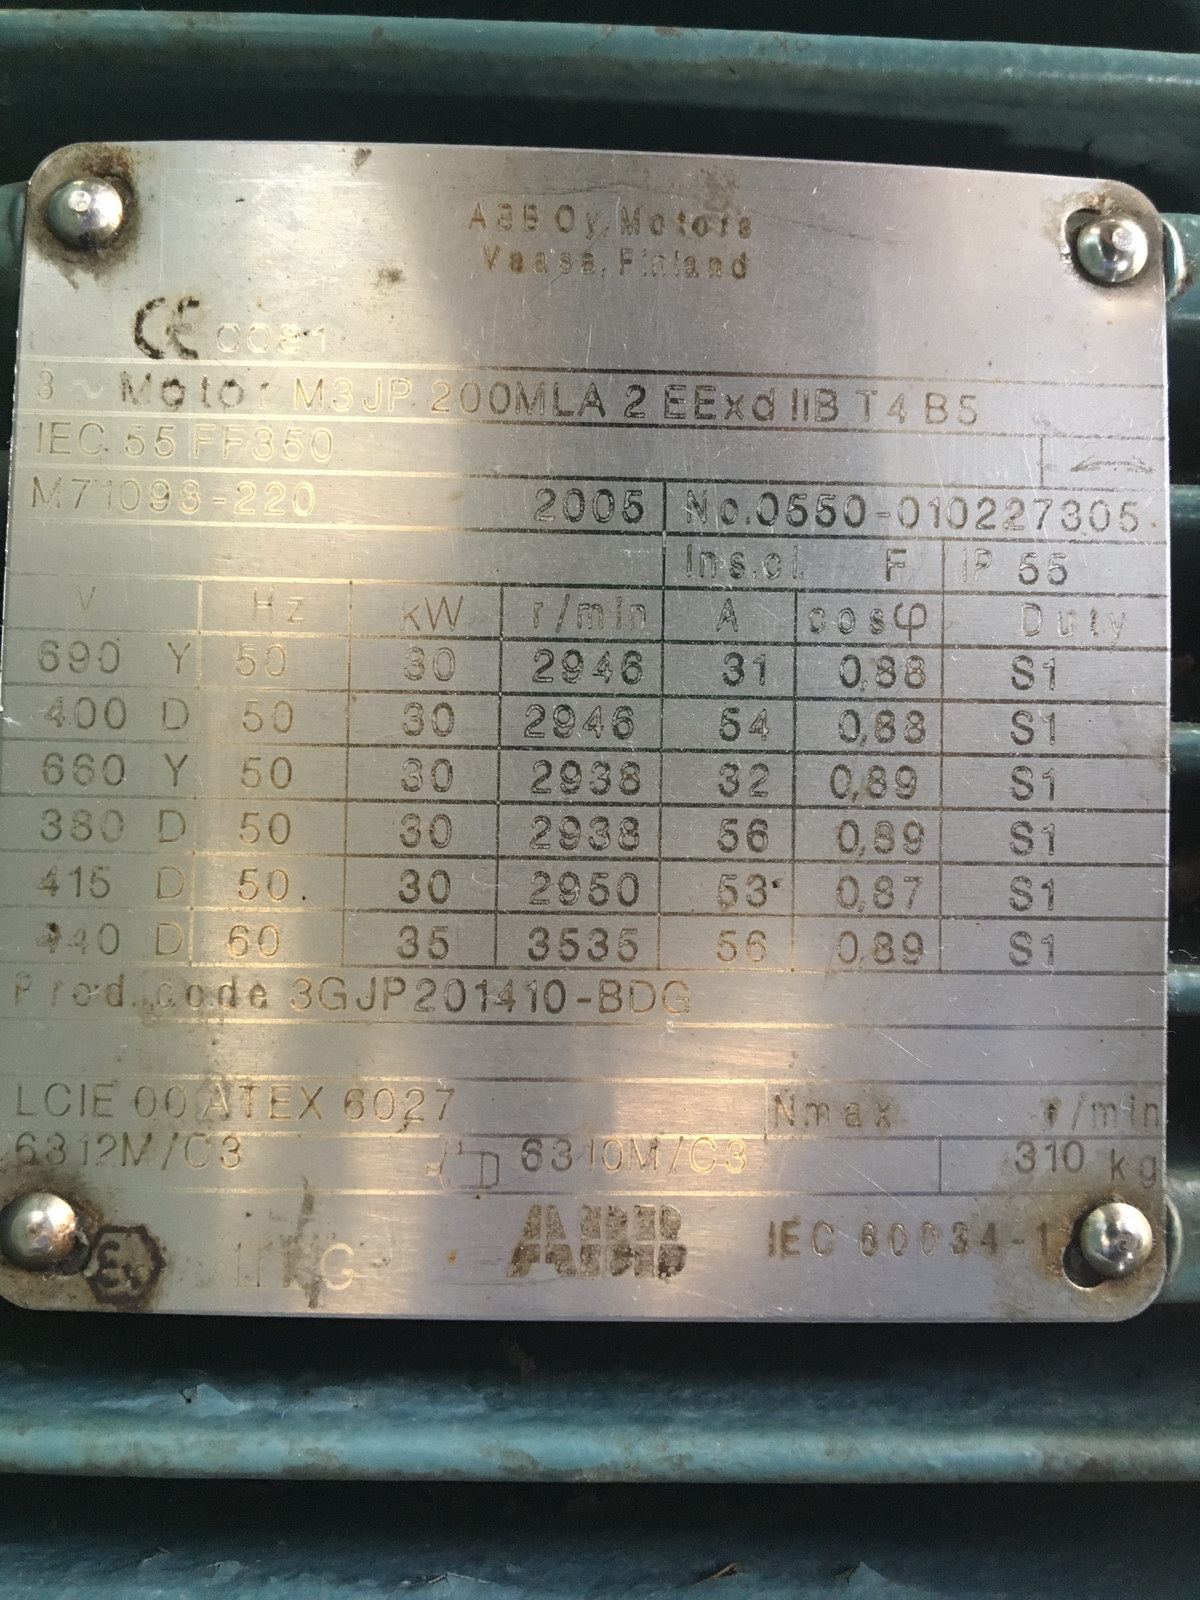 ABB Oy, Motors
Vaasa, Finland
CE 0081
3 ~ Motor M3JP 200MLA 2 EExd IIB T4 B5
IEC 55 FF350
M71098-220 2005 No.0550-010227305
Ins.cl. F IP 55
V Hz kW r/min A cosφ Duty
690 Y 50 30 2946 31 0,88 S1
400 D 50 30 2946 54 0,88 S1
660 Y 50 30 2938 32 0,89 S1
380 D 50 30 2938 56 0,89 S1
415 D 50 30 2950 53 0,87 S1
440 D 60 35 3535 56 0,89 S1
Prod. code 3GJP201410-BDG
LCIE 00 ATEX 6027 Nmax r/min
6312M/C3 6310M/C3 310 kg
Ex G ABB IEC 60034-1